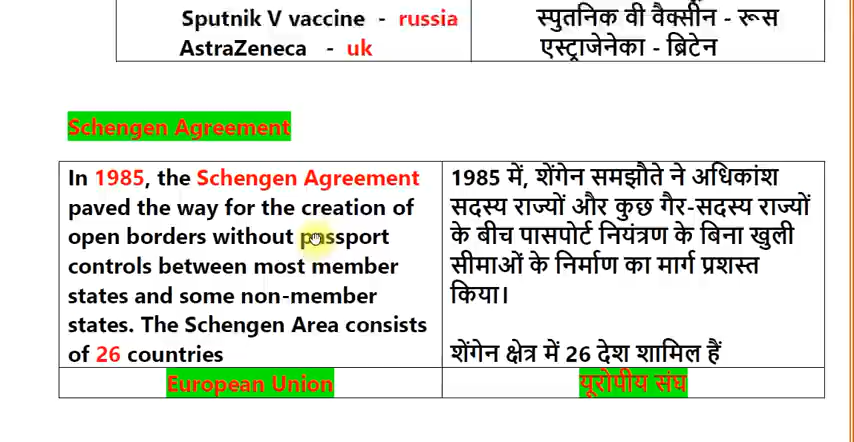 Sputnik V vaccine - russia
स्पुतनिक वी वैक्सीन - रूस
AstraZeneca - uk
एस्ट्राजेनेका - ब्रिटेन
Schengen Agreement
In 1985, the Schengen Agreement
paved the way for the creation of
open borders without passport
controls between most member
states and some non-member
states. The Schengen Area consists
of 26 countries
1985 में, शेंगेन समझौते ने अधिकांश
सदस्य राज्यों और कुछ गैर-सदस्य राज्यों
के बीच पासपोर्ट नियंत्रण के बिना खुली
सीमाओं के निर्माण का मार्ग प्रशस्त
किया।
शेंगेन क्षेत्र में 26 देश शामिल हैं
European Union
यूरोपीय संघ